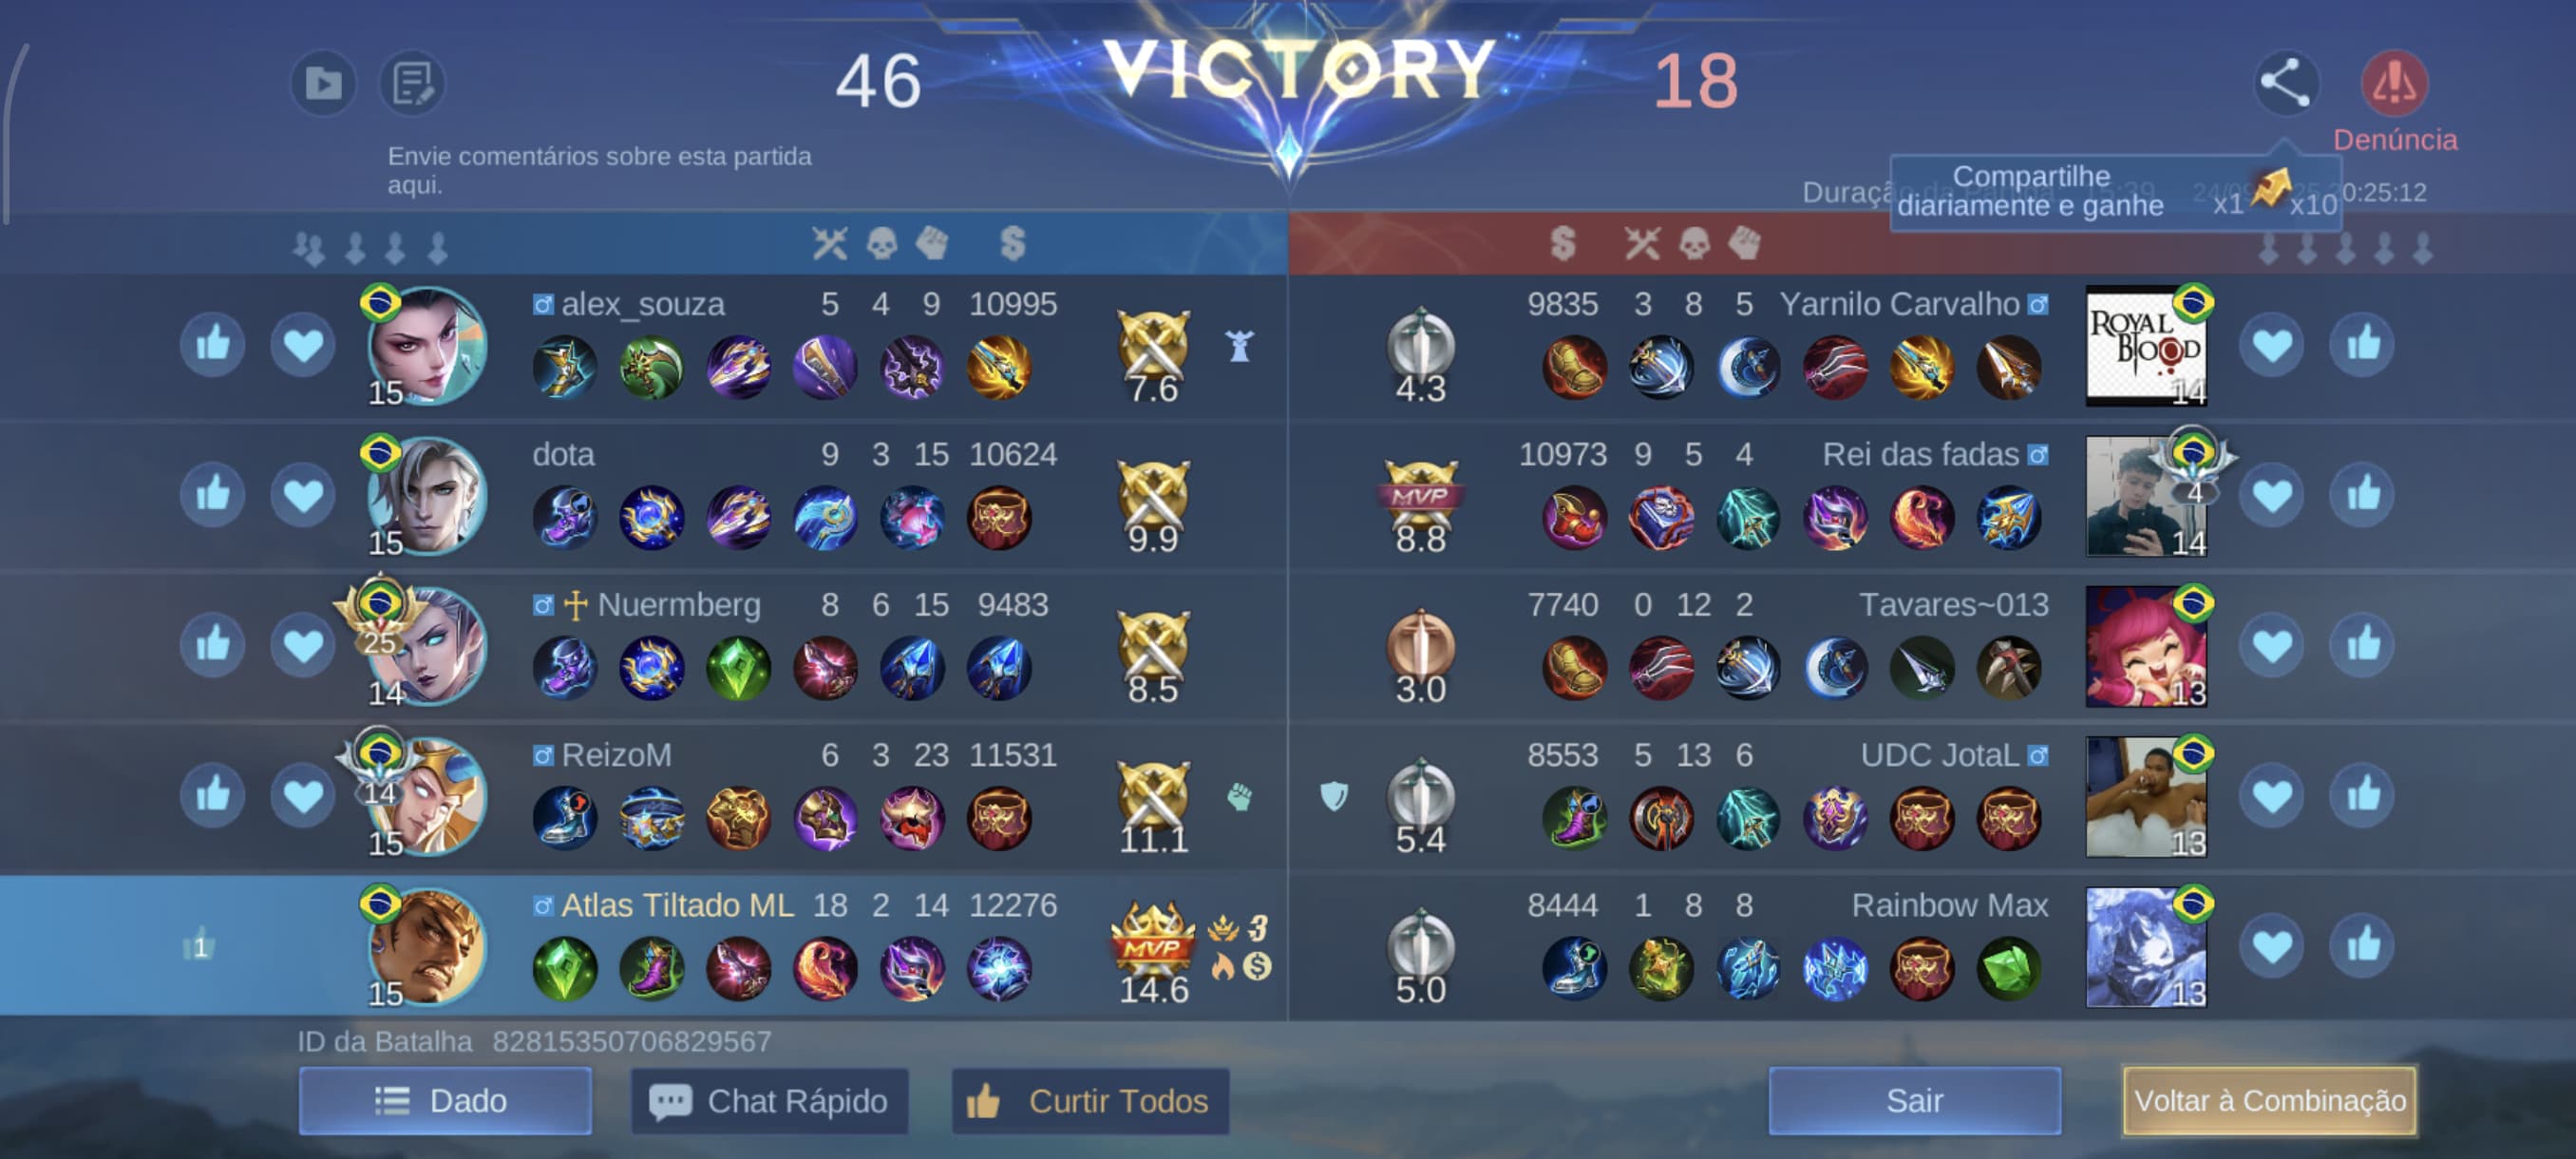 46
VICTORY
18
Denúncia
Envie comentários sobre esta partida
aqui.
Compartilhe
diariamente e ganhe
x1
x10
0:25:12
alex_souza 5 4 9 10995
15
7.6
4.3
9835 3 8 5 Yarnilo Carvalho
ROYAL
BLOOD
14
dota 9 3 15 10624
15
9.9
MVP
8.8
10973 9 5 4 Rei das fadas
4
14
Nuermberg 8 6 15 9483
25
14
8.5
3.0
7740 0 12 2 Tavares~013
13
ReizoM 6 3 23 11531
14
15
11.1
5.4
8553 5 13 6 UDC JotaL
13
1
Atlas Tiltado ML 18 2 14 12276
15
MVP
14.6
3
5.0
8444 1 8 8 Rainbow Max
13
ID da Batalha 828153507068295​67
Dado
Chat Rápido
Curtir Todos
Sair
Voltar à Combinação